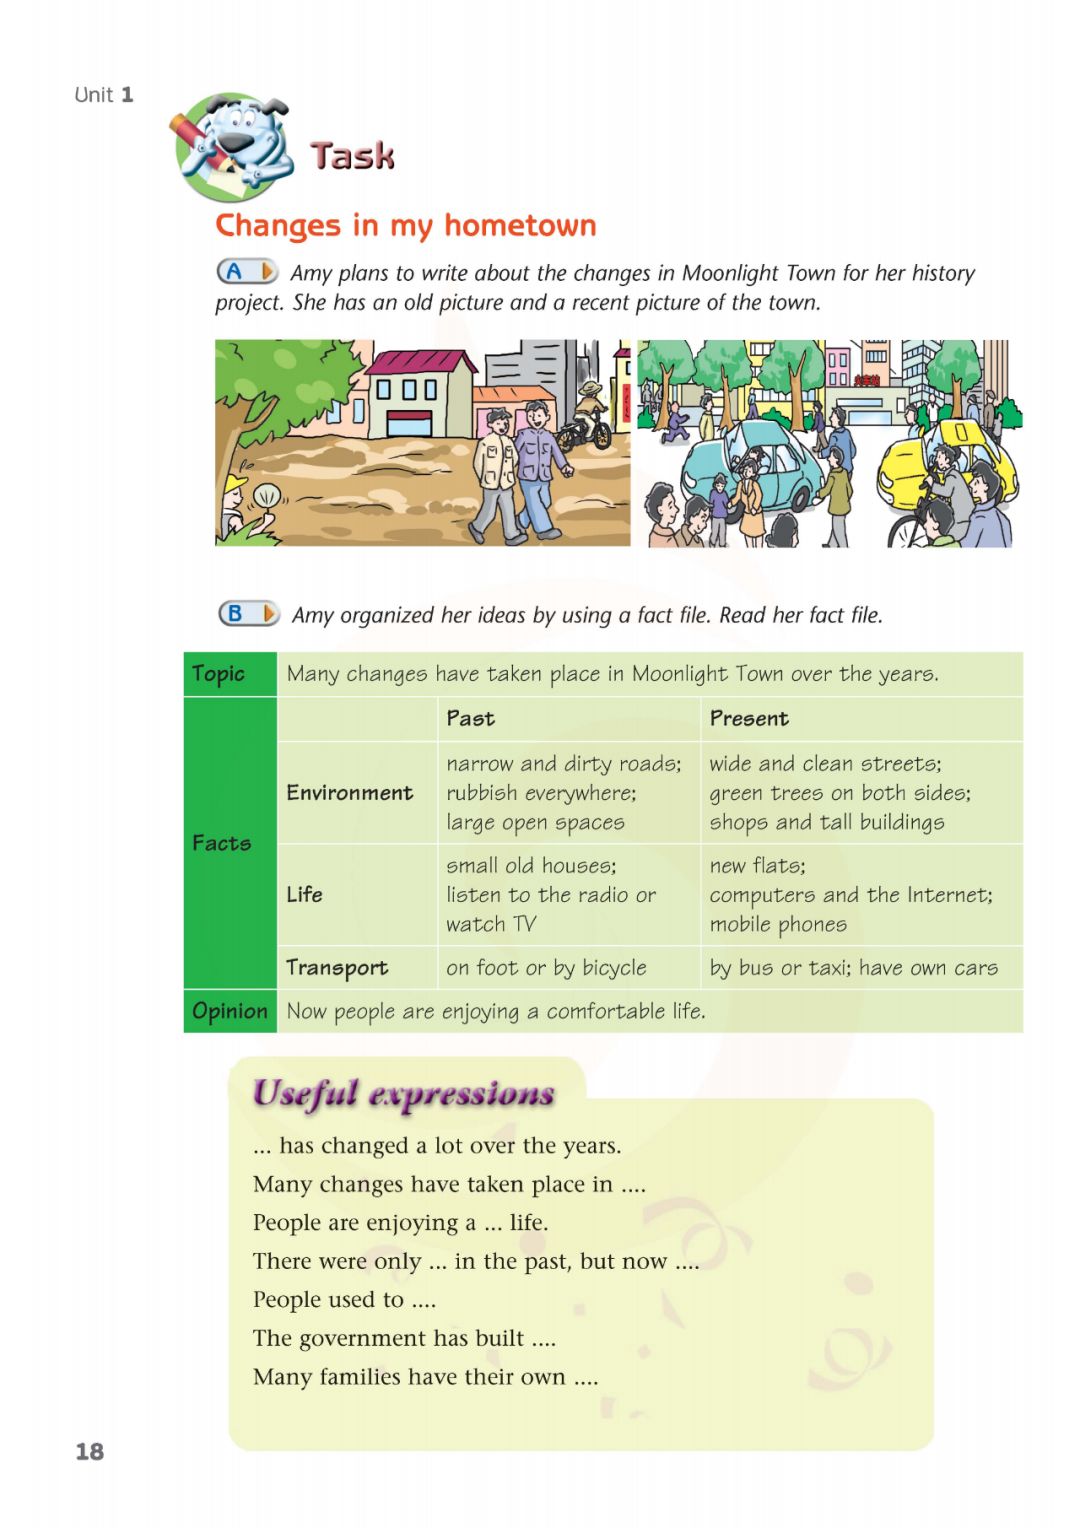 Unit 1
Task
Changes in my hometown
A Amy plans to write about the changes in Moonlight Town for her history
project. She has an old picture and a recent picture of the town.
火车站
B Amy organized her ideas by using a fact file. Read her fact file.
Topic Many changes have taken place in Moonlight Town over the years.
Past Present
Facts
Environment
narrow and dirty roads;
rubbish everywhere;
large open spaces
wide and clean streets;
green trees on both sides;
shops and tall buildings
Life
small old houses;
listen to the radio or
watch TV
new flats;
computers and the Internet;
mobile phones
Transport on foot or by bicycle by bus or taxi; have own cars
Opinion Now people are enjoying a comfortable life.
Useful expressions
... has changed a lot over the years.
Many changes have taken place in ....
People are enjoying a ... life.
There were only ... in the past, but now ....
People used to ....
The government has built ....
Many families have their own ....
18